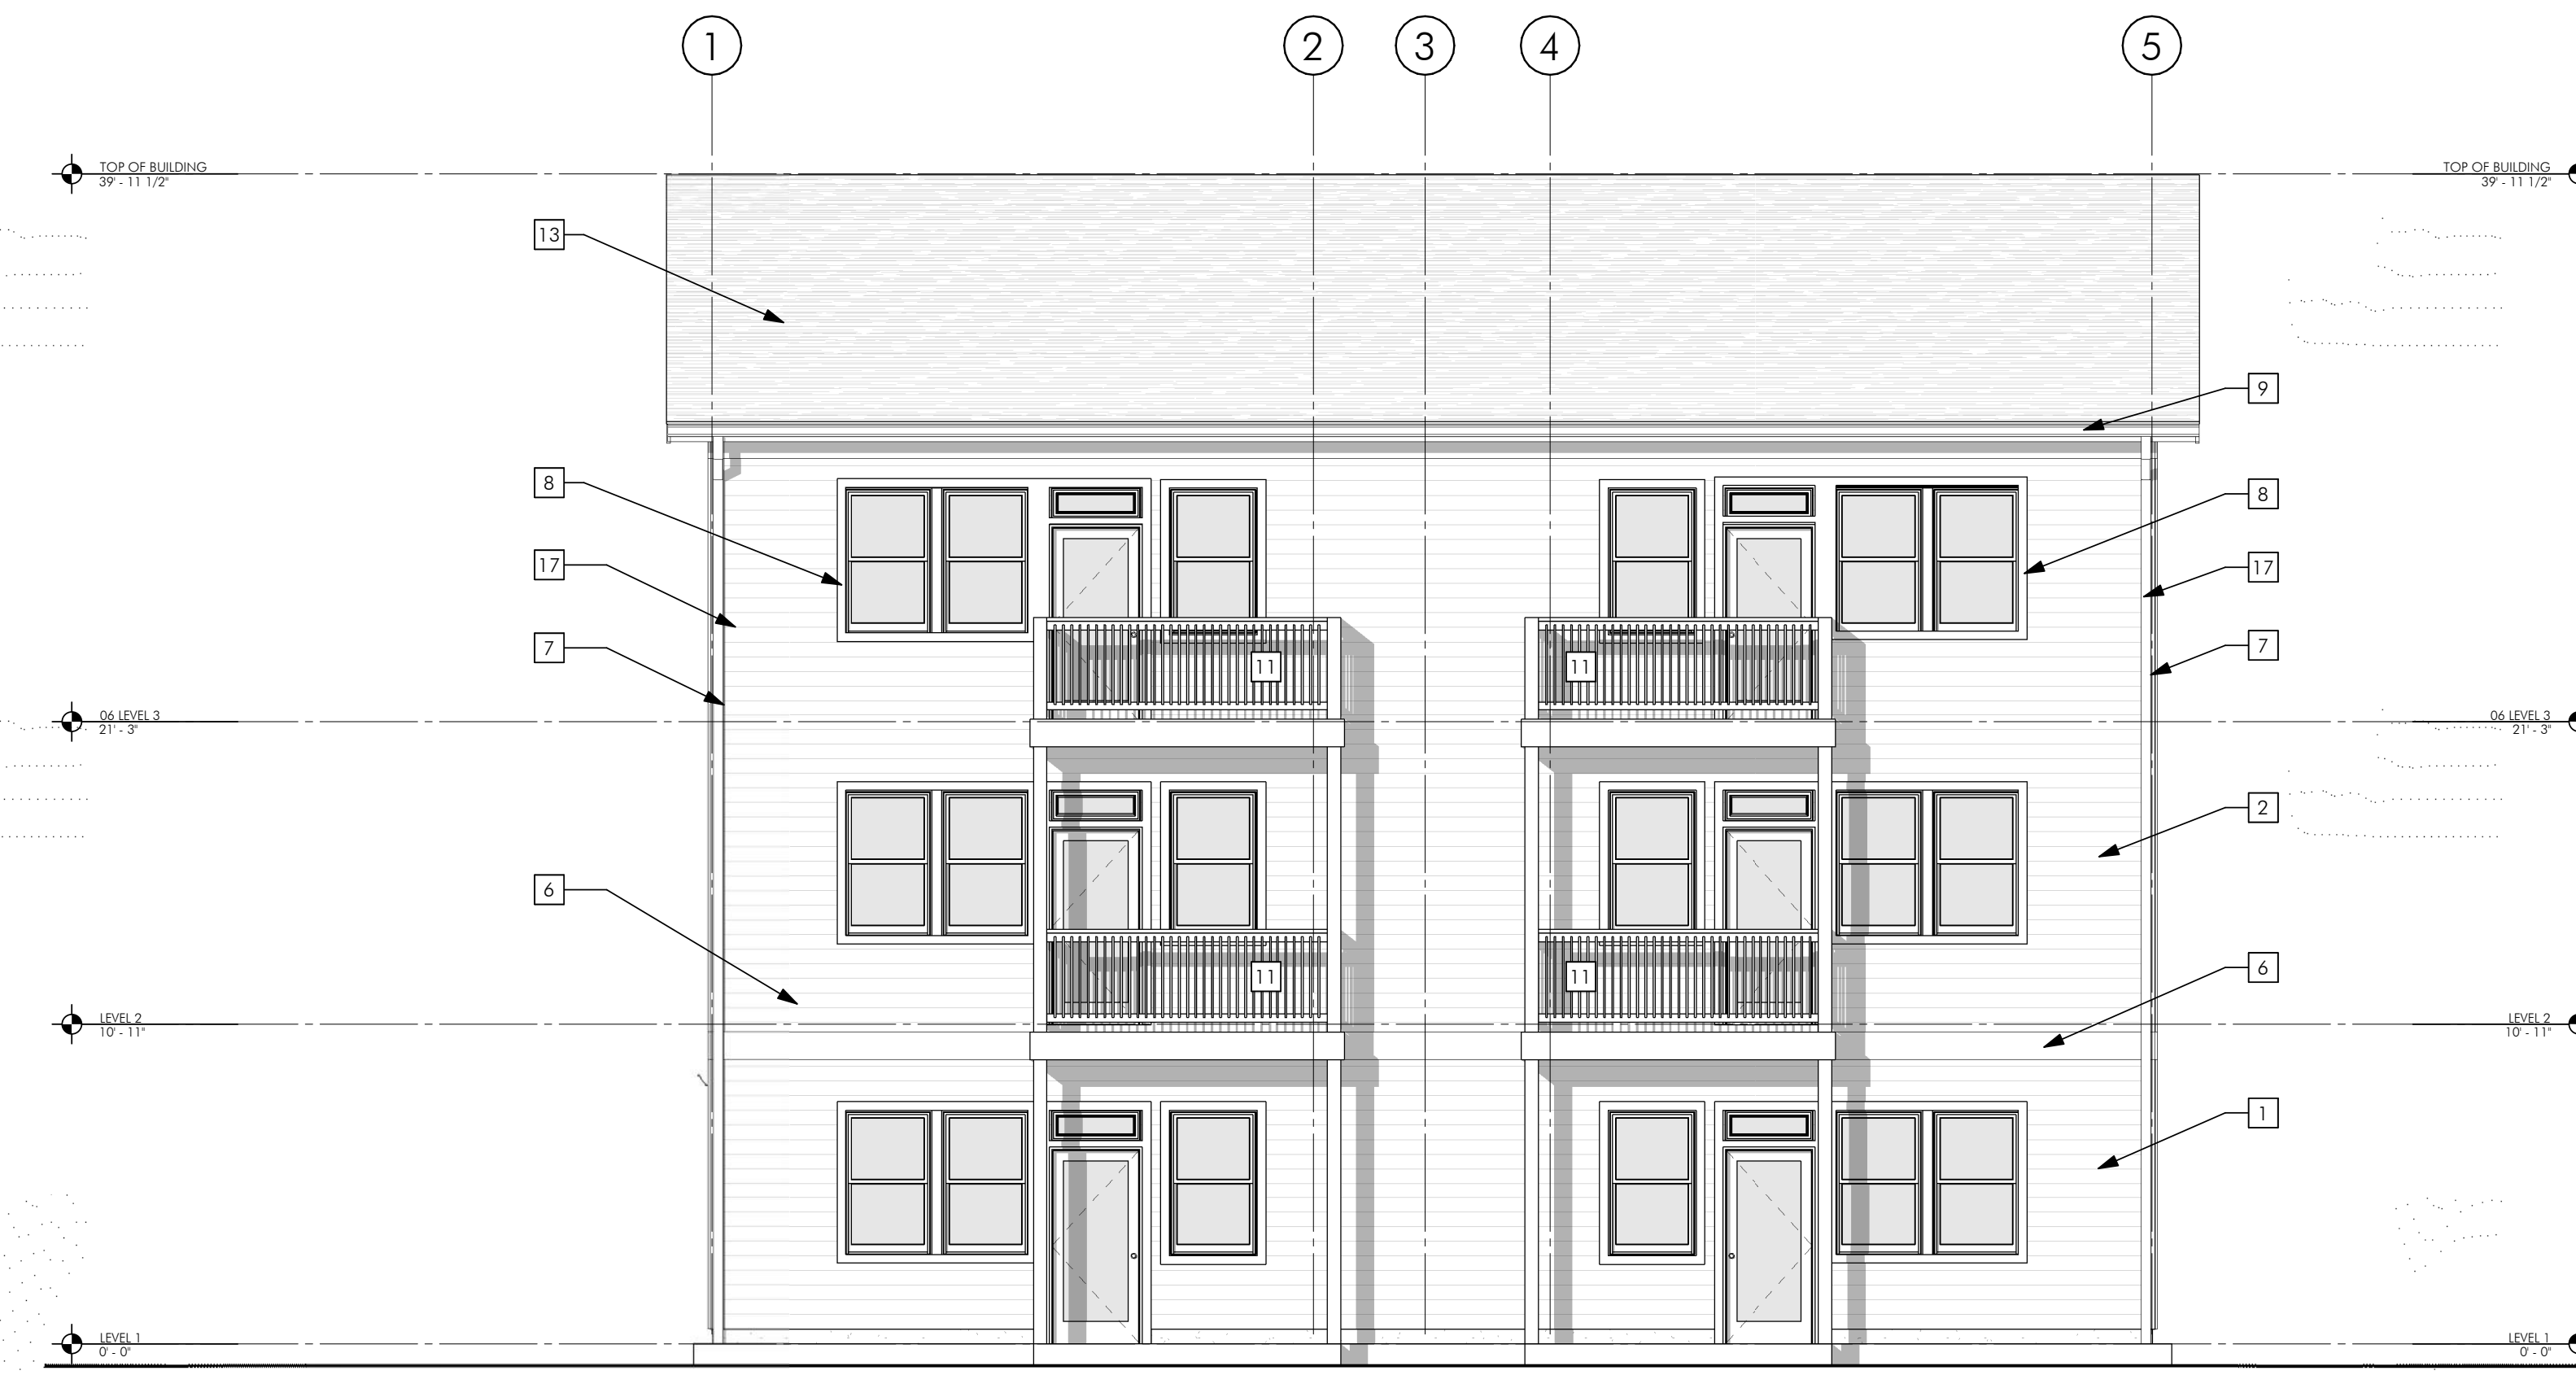 1 2 3 4 5
TOP OF BUILDING
39' - 11 1/2"
TOP OF BUILDING
39' - 11 1/2"
13
9
8
8
17
17
7
7
11
11
06 LEVEL 3
21' - 3"
06 LEVEL 3
21' - 3"
2
6
11
11
6
LEVEL 2
10' - 11"
LEVEL 2
10' - 11"
1
LEVEL 1
0' - 0"
LEVEL 1
0' - 0"